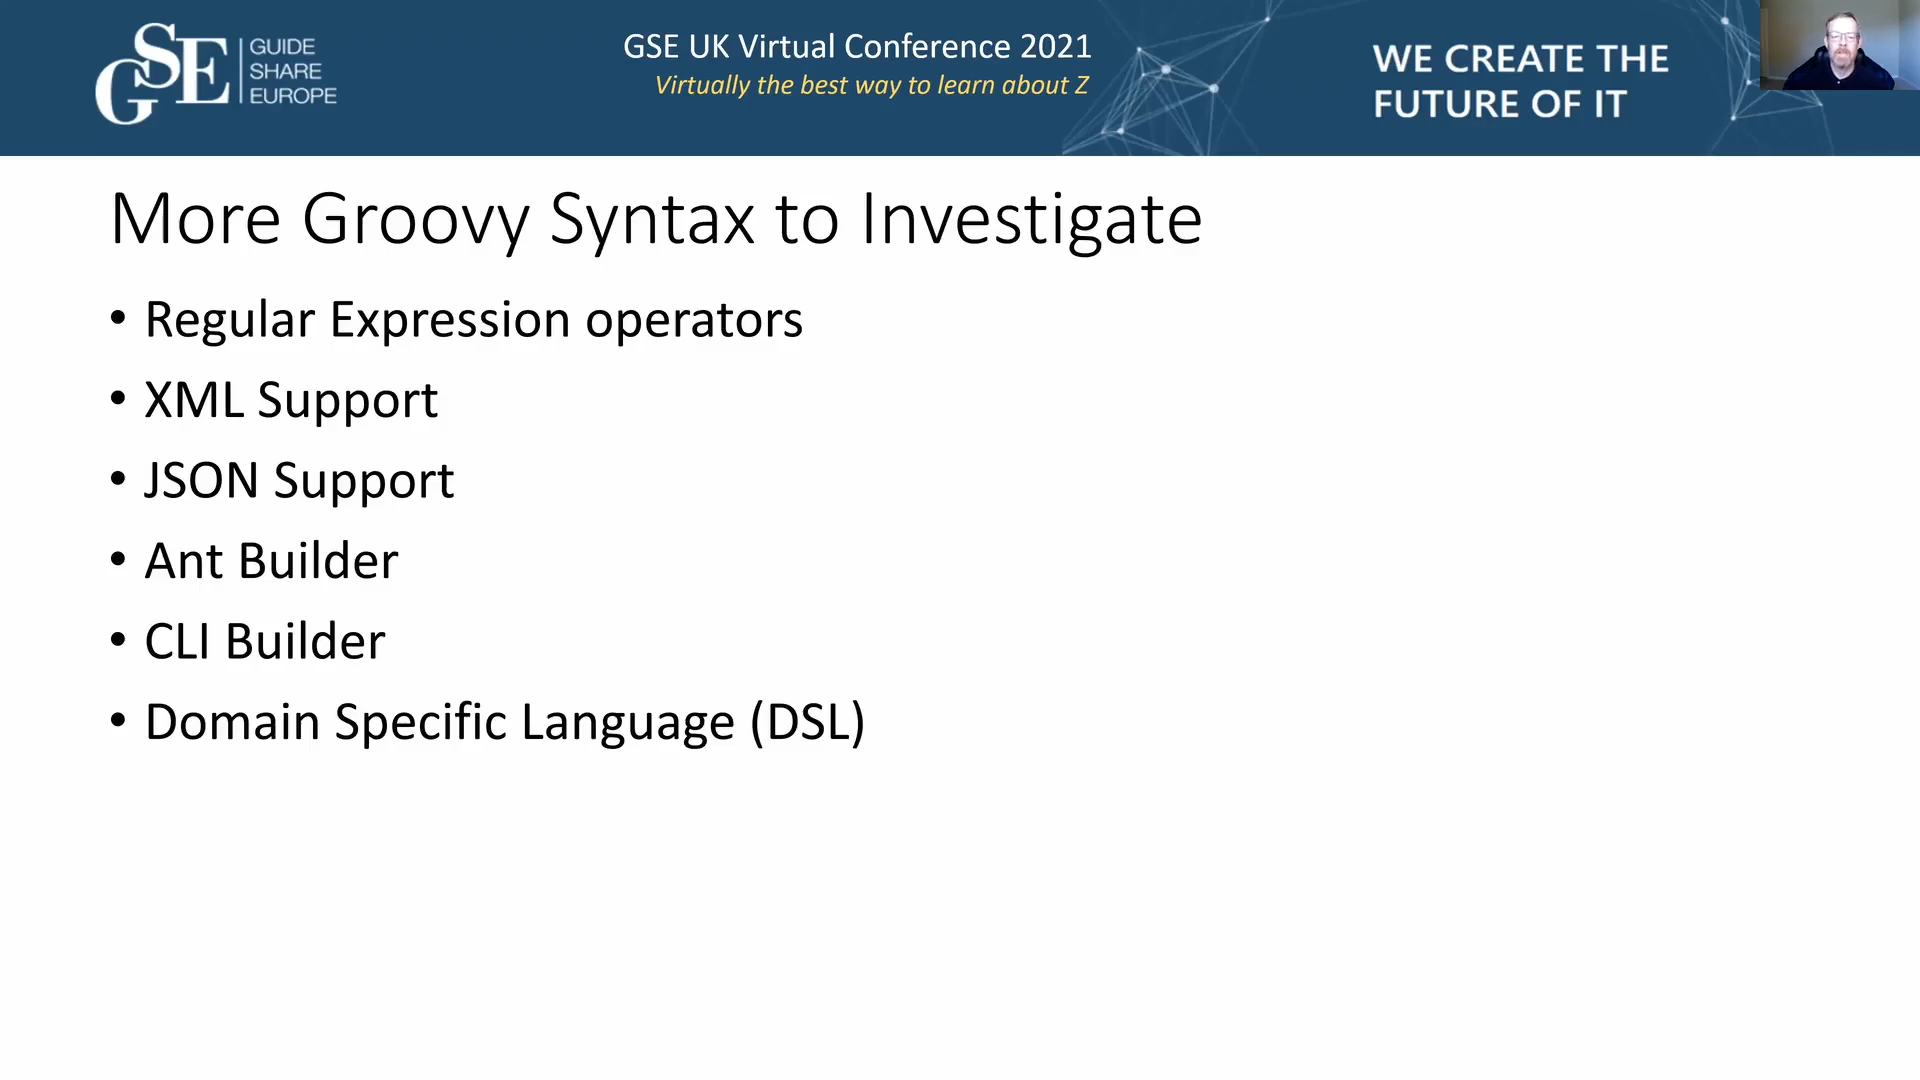 GSE
GUIDE
SHARE
EUROPE
GSE UK Virtual Conference 2021
Virtually the best way to learn about Z
WE CREATE THE
FUTURE OF IT
More Groovy Syntax to Investigate
• Regular Expression operators
• XML Support
• JSON Support
• Ant Builder
• CLI Builder
• Domain Specific Language (DSL)